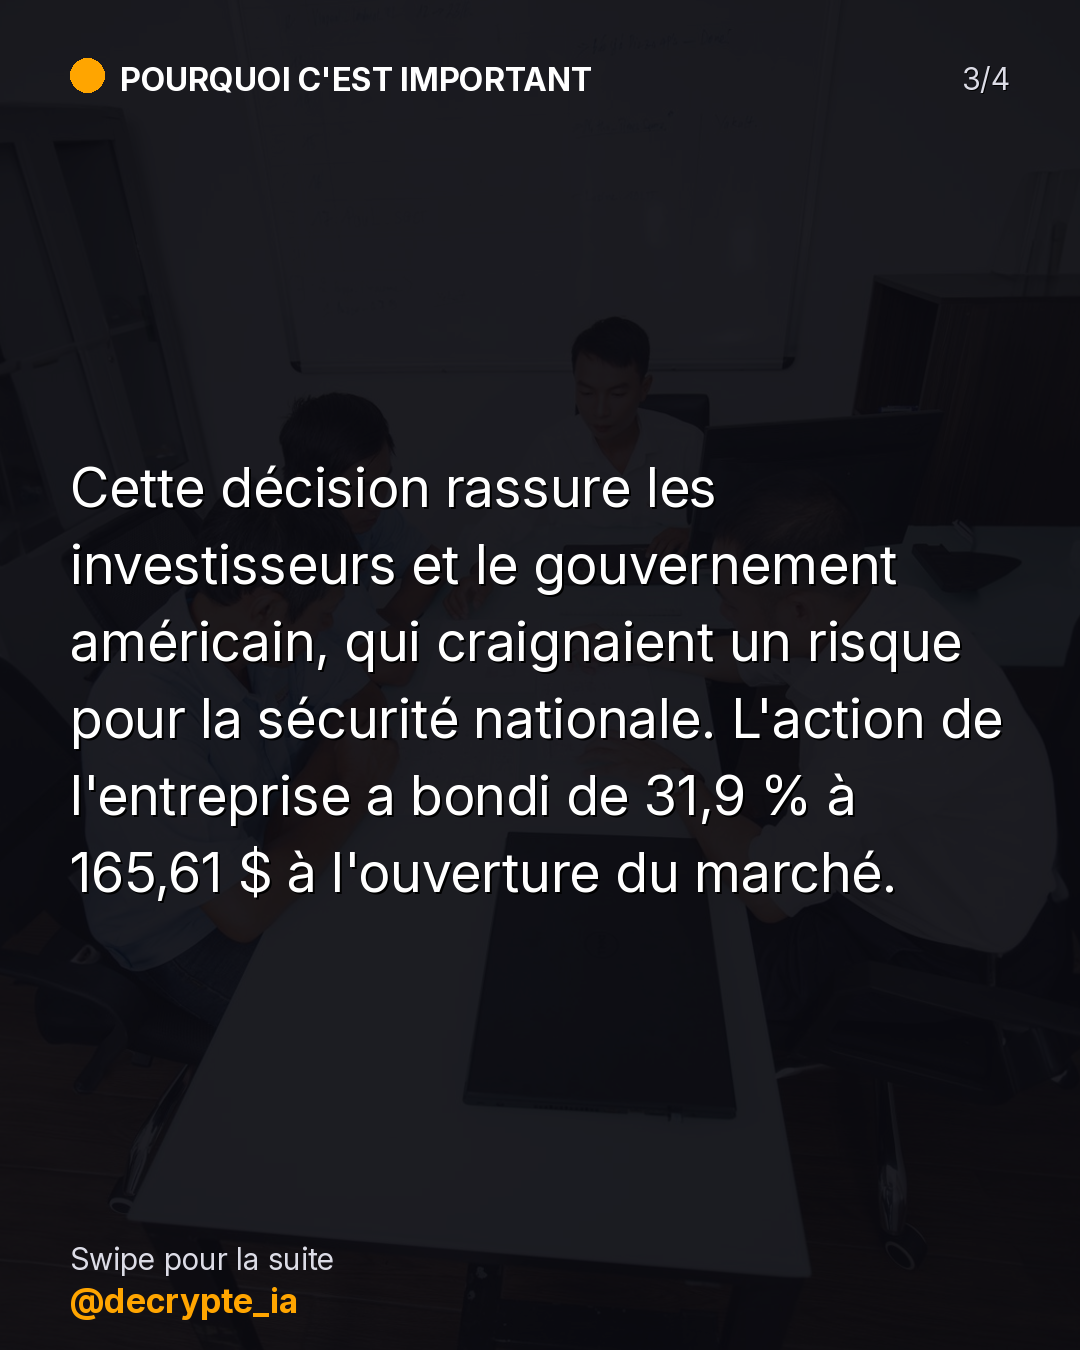 POURQUOI C'EST IMPORTANT
3/4
Cette décision rassure les
investisseurs et le gouvernement
américain, qui craignaient un risque
pour la sécurité nationale. L'action de
l'entreprise a bondi de 31,9 % à
165,61 $ à l'ouverture du marché.
Swipe pour la suite
@decrypte_ia